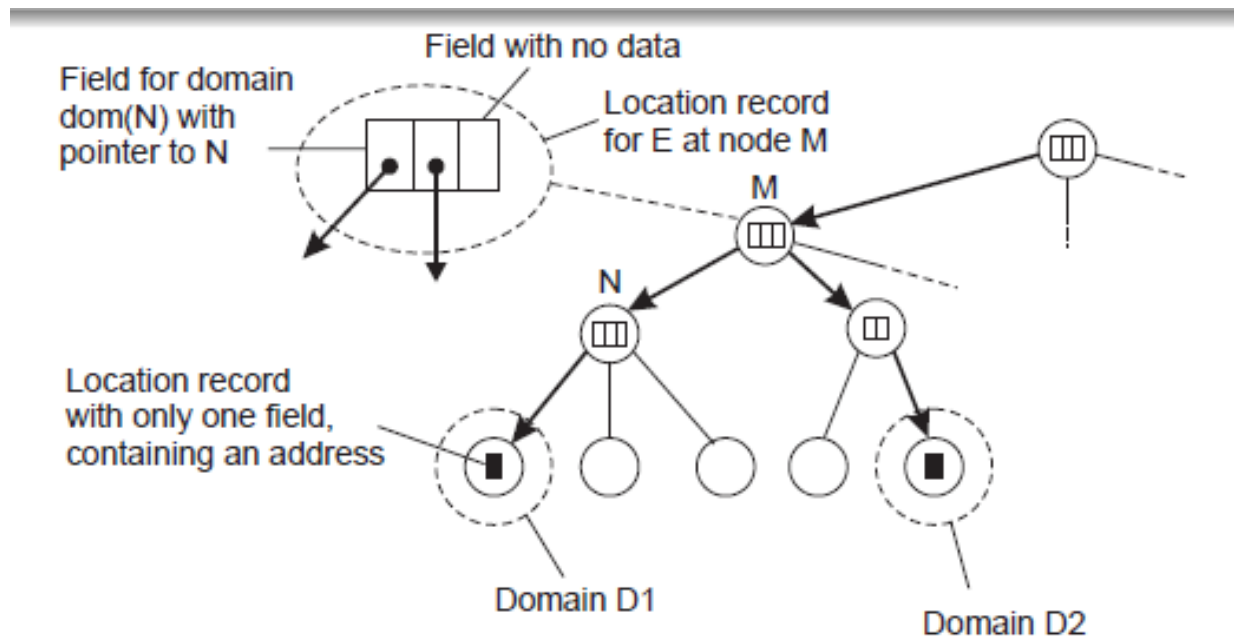 Field with no data
Field for domain
dom(N) with
pointer to N
Location record
for E at node M
M
N
Location record
with only one field,
containing an address
Domain D1
Domain D2